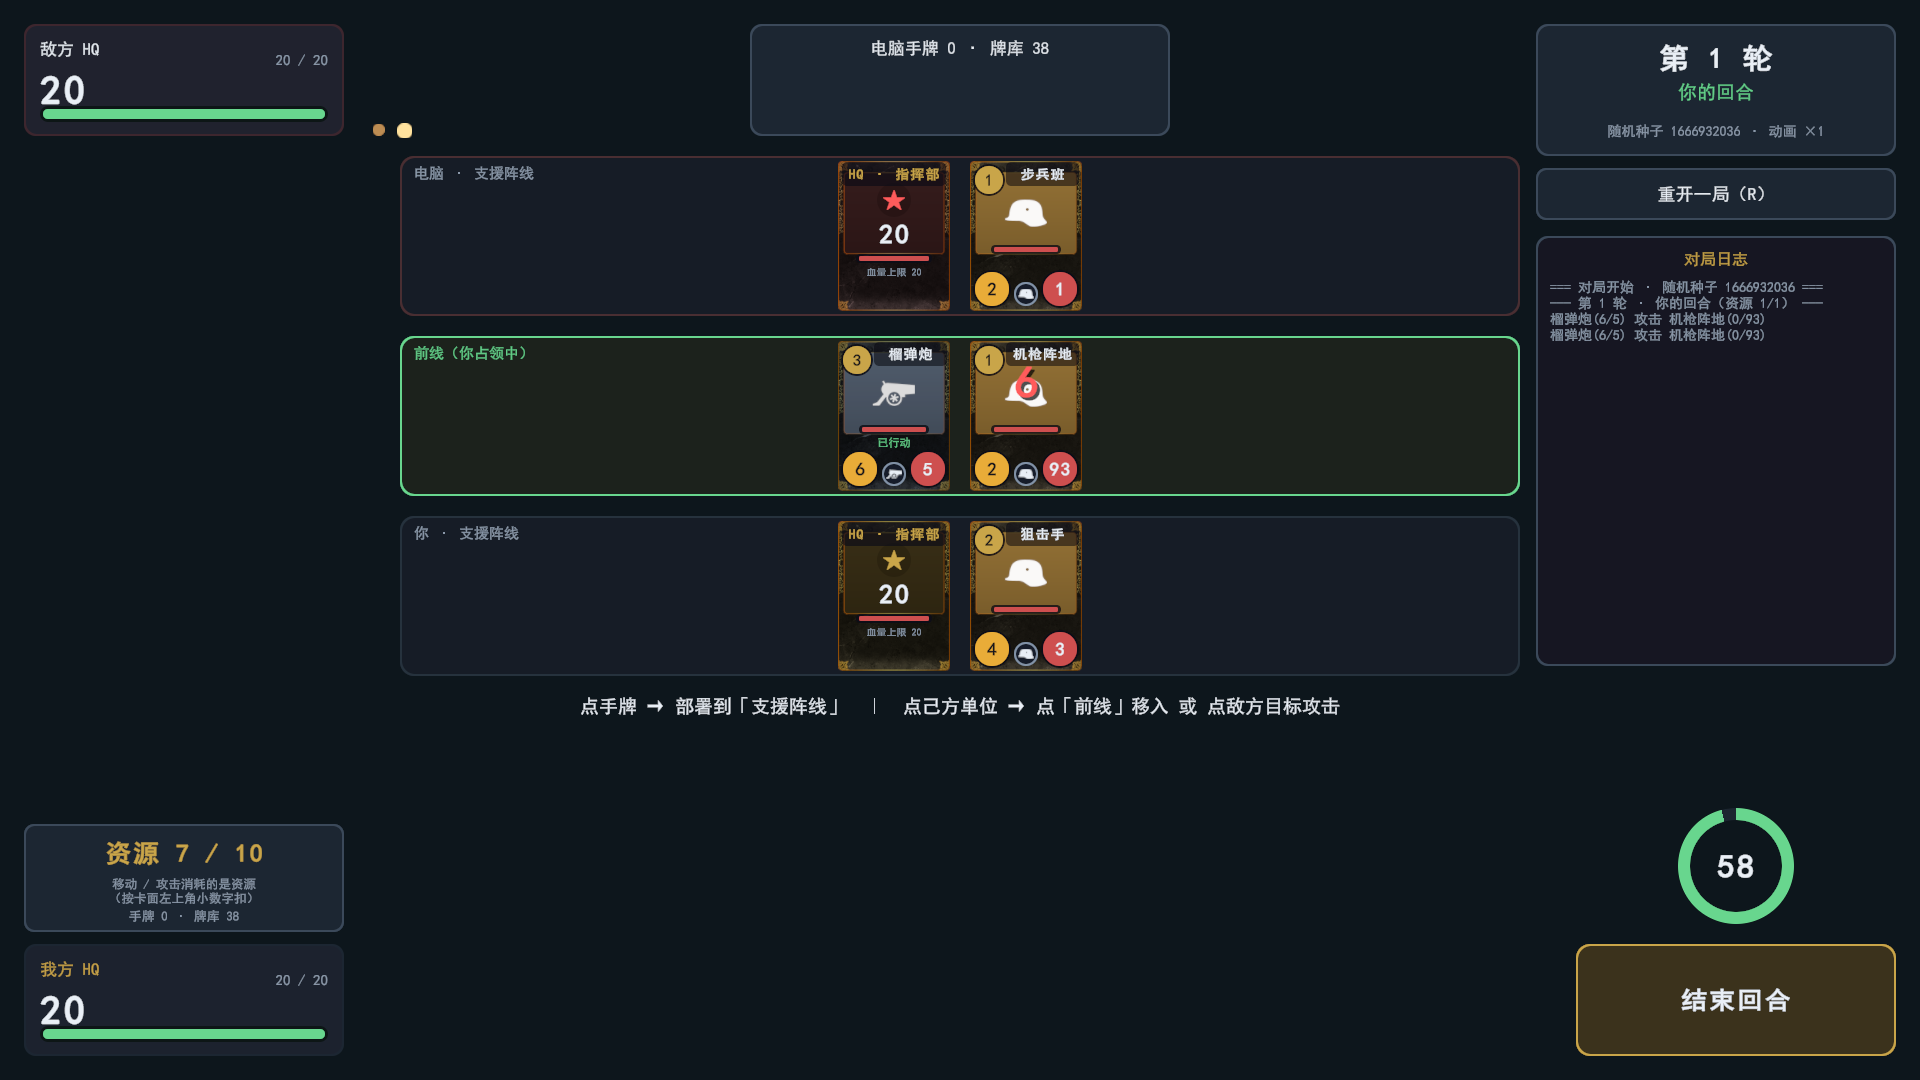 敌方 HQ
20 / 20
20
电脑手牌 0 · 牌库 38
第 1 轮
你的回合
随机种子 1666932036 · 动画 ×1
重开一局（R）
对局日志
═══ 对局开始 · 随机种子 1666932036 ═══
── 第 1 轮 · 你的回合（资源 1/1） ──
榴弹炮(6/5) 攻击 机枪阵地(0/93)
榴弹炮(6/5) 攻击 机枪阵地(0/93)
电脑 · 支援阵线
HQ · 指挥部
20
血量上限 20
1
步兵班
2
1
前线（你占领中）
3
榴弹炮
已行动
6
5
1
机枪阵地
6
2
93
你 · 支援阵线
HQ · 指挥部
20
血量上限 20
2
狙击手
4
3
点手牌 → 部署到「支援阵线」 | 点己方单位 → 点「前线」移入 或 点敌方目标攻击
资源 7 / 10
移动 / 攻击消耗的是资源
（按卡面左上角小数字扣）
手牌 0 · 牌库 38
我方 HQ
20 / 20
20
58
结束回合